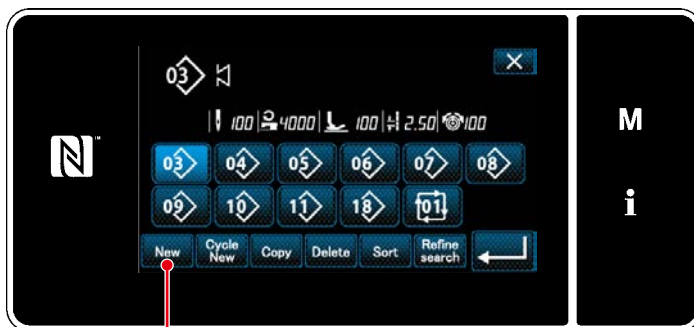 03
100 4000 100 2.50 100
M
03 04 05 06 07 08
i
09 10 11 18 01
New Cycle New Copy Delete Sort Refine search